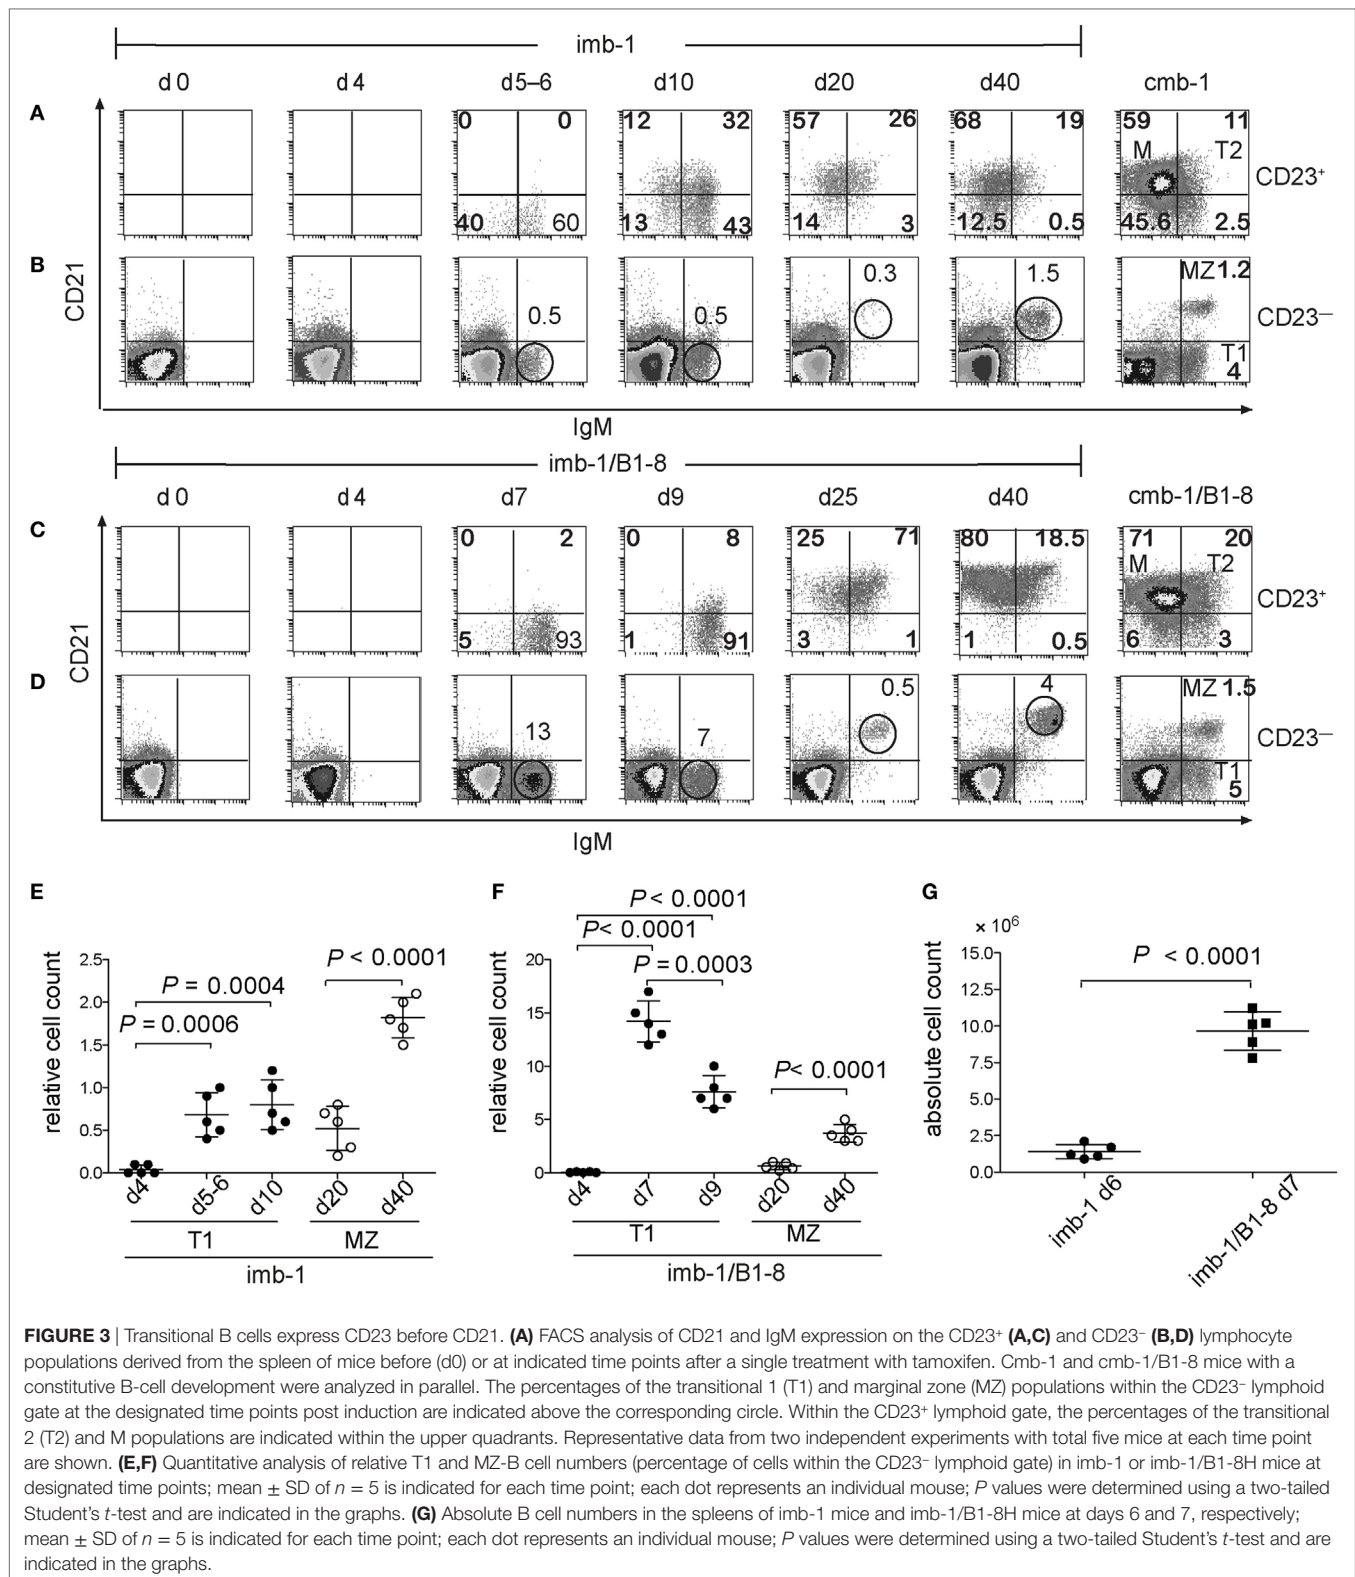 imb-1
d 0 d 4 d5–6 d10 d20 d40 cmb-1
A
0 0 12 32 57 26 68 19 59 11
M T2
CD23+
40 60 13 43 14 3 12.5 0.5 45.6 2.5
B
CD21
0.5 0.5 0.3 1.5 MZ 1.2
CD23—
T1
4
IgM
imb-1/B1-8
d 0 d 4 d7 d9 d25 d40 cmb-1/B1-8
C
0 2 0 8 25 71 80 18.5 71 20
M T2
CD23+
5 93 1 91 3 1 1 0.5 6 3
CD21
D
13 7 0.5 4 MZ 1.5
CD23—
T1
5
IgM
E
P < 0.0001
P = 0.0004
P = 0.0006
relative cell count
2.5
2.0
1.5
1.0
0.5
0.0
d4 d5-6 d10 d20 d40
T1 MZ
imb-1
F
P < 0.0001
P< 0.0001
P = 0.0003
P< 0.0001
relative cell count
20
15
10
5
0
d4 d7 d9 d20 d40
T1 MZ
imb-1/B1-8
G
× 10⁶
P < 0.0001
absolute cell count
15.0
12.5
10.0
7.5
5.0
2.5
0.0
imb-1 d6 imb-1/B1-8 d7
FIGURE 3 | Transitional B cells express CD23 before CD21. (A) FACS analysis of CD21 and IgM expression on the CD23+ (A,C) and CD23− (B,D) lymphocyte
populations derived from the spleen of mice before (d0) or at indicated time points after a single treatment with tamoxifen. Cmb-1 and cmb-1/B1-8 mice with a
constitutive B-cell development were analyzed in parallel. The percentages of the transitional 1 (T1) and marginal zone (MZ) populations within the CD23− lymphoid
gate at the designated time points post induction are indicated above the corresponding circle. Within the CD23+ lymphoid gate, the percentages of the transitional
2 (T2) and M populations are indicated within the upper quadrants. Representative data from two independent experiments with total five mice at each time point
are shown. (E,F) Quantitative analysis of relative T1 and MZ-B cell numbers (percentage of cells within the CD23− lymphoid gate) in imb-1 or imb-1/B1-8H mice at
designated time points; mean ± SD of n = 5 is indicated for each time point; each dot represents an individual mouse; P values were determined using a two-tailed
Student's t-test and are indicated in the graphs. (G) Absolute B cell numbers in the spleens of imb-1 mice and imb-1/B1-8H mice at days 6 and 7, respectively;
mean ± SD of n = 5 is indicated for each time point; each dot represents an individual mouse; P values were determined using a two-tailed Student's t-test and are
indicated in the graphs.